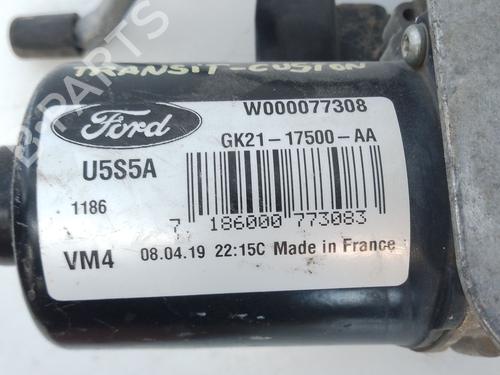 B-PARTS
TRANSIT-CUSTOM
Ford
W000077308
GK21-17500-AA
U5S5A
1186
7 186000 773083
VM4 08.04.19 22:15C Made in France